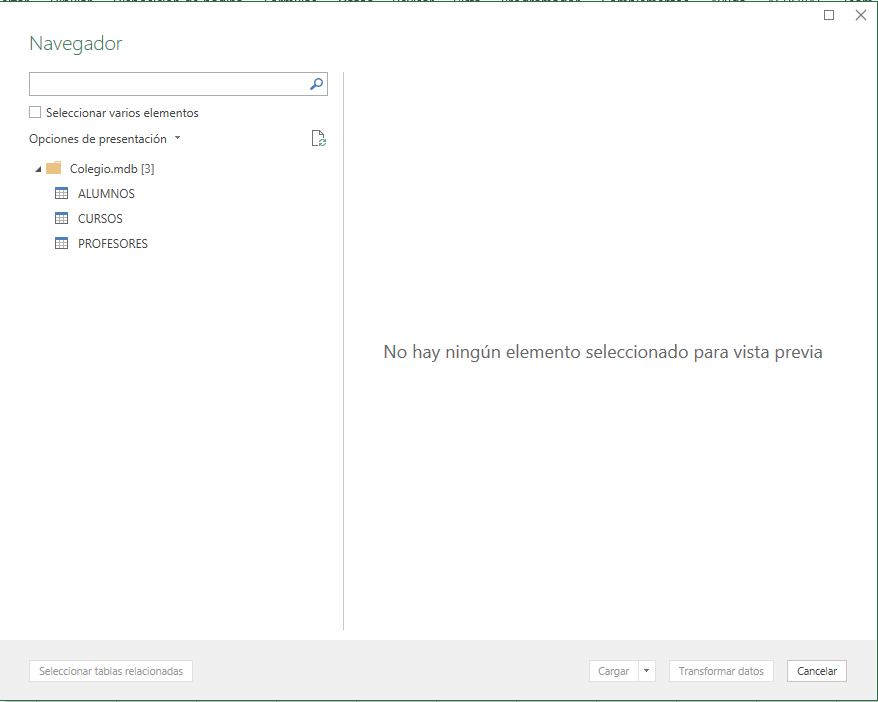 Navegador
Seleccionar varios elementos
Opciones de presentación
Colegio.mdb [3]
ALUMNOS
CURSOS
PROFESORES
No hay ningún elemento seleccionado para vista previa
Seleccionar tablas relacionadas
Cargar
Transformar datos
Cancelar